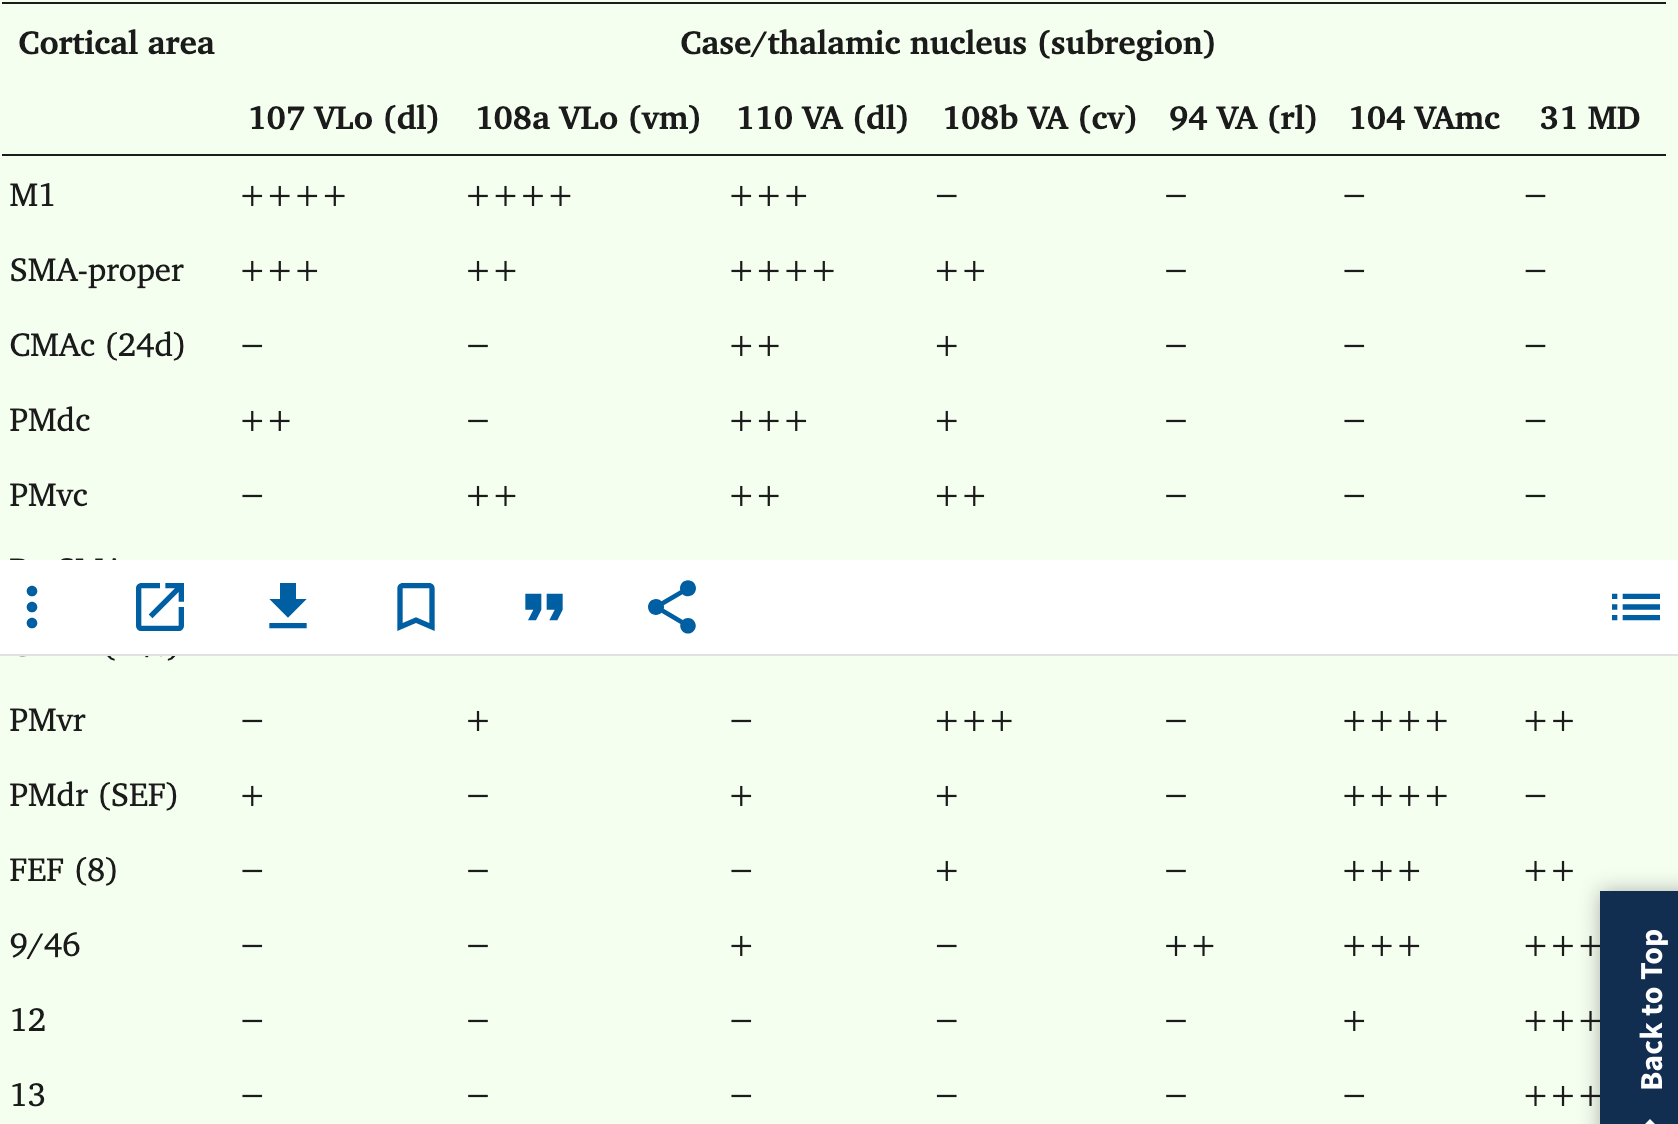 Cortical area Case/thalamic nucleus (subregion)
107 VLo (dl) 108a VLo (vm) 110 VA (dl) 108b VA (cv) 94 VA (rl) 104 VAmc 31 MD
M1 ++++ ++++ +++ − − − −
SMA-proper +++ ++ ++++ ++ − − −
CMAc (24d) − − ++ + − − −
PMdc ++ − +++ + − − −
PMvc − ++ ++ ++ − − −
PMvr − + − +++ − ++++ ++
PMdr (SEF) + − + + − ++++ −
FEF (8) − − − + − +++ ++
9/46 − − + − ++ +++ +++
12 − − − − − + +++
13 − − − − − − +++
Back to Top